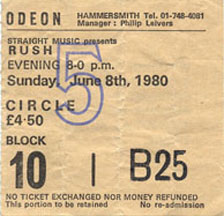 ODEON HAMMERSMITH Tel. 01-748-4081
Manager : Philip Leivers
STRAIGHT MUSIC presents
RUSH
EVENING 8-0 p.m.
Sunday, June 8th, 1980
5
CIRCLE
£4·50
BLOCK
10 | B25
NO TICKET EXCHANGED NOR MONEY REFUNDED
This portion to be retained No re-admission